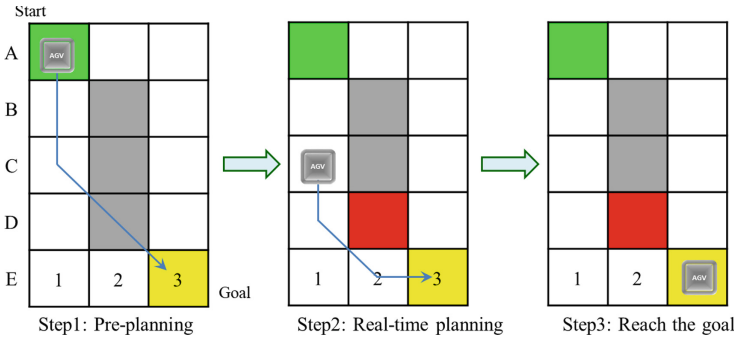 Start
A
AGV
B
C
AGV
D
E
1 2 3
Goal
1 2 3
1 2 AGV
Step1: Pre-planning
Step2: Real-time planning
Step3: Reach the goal